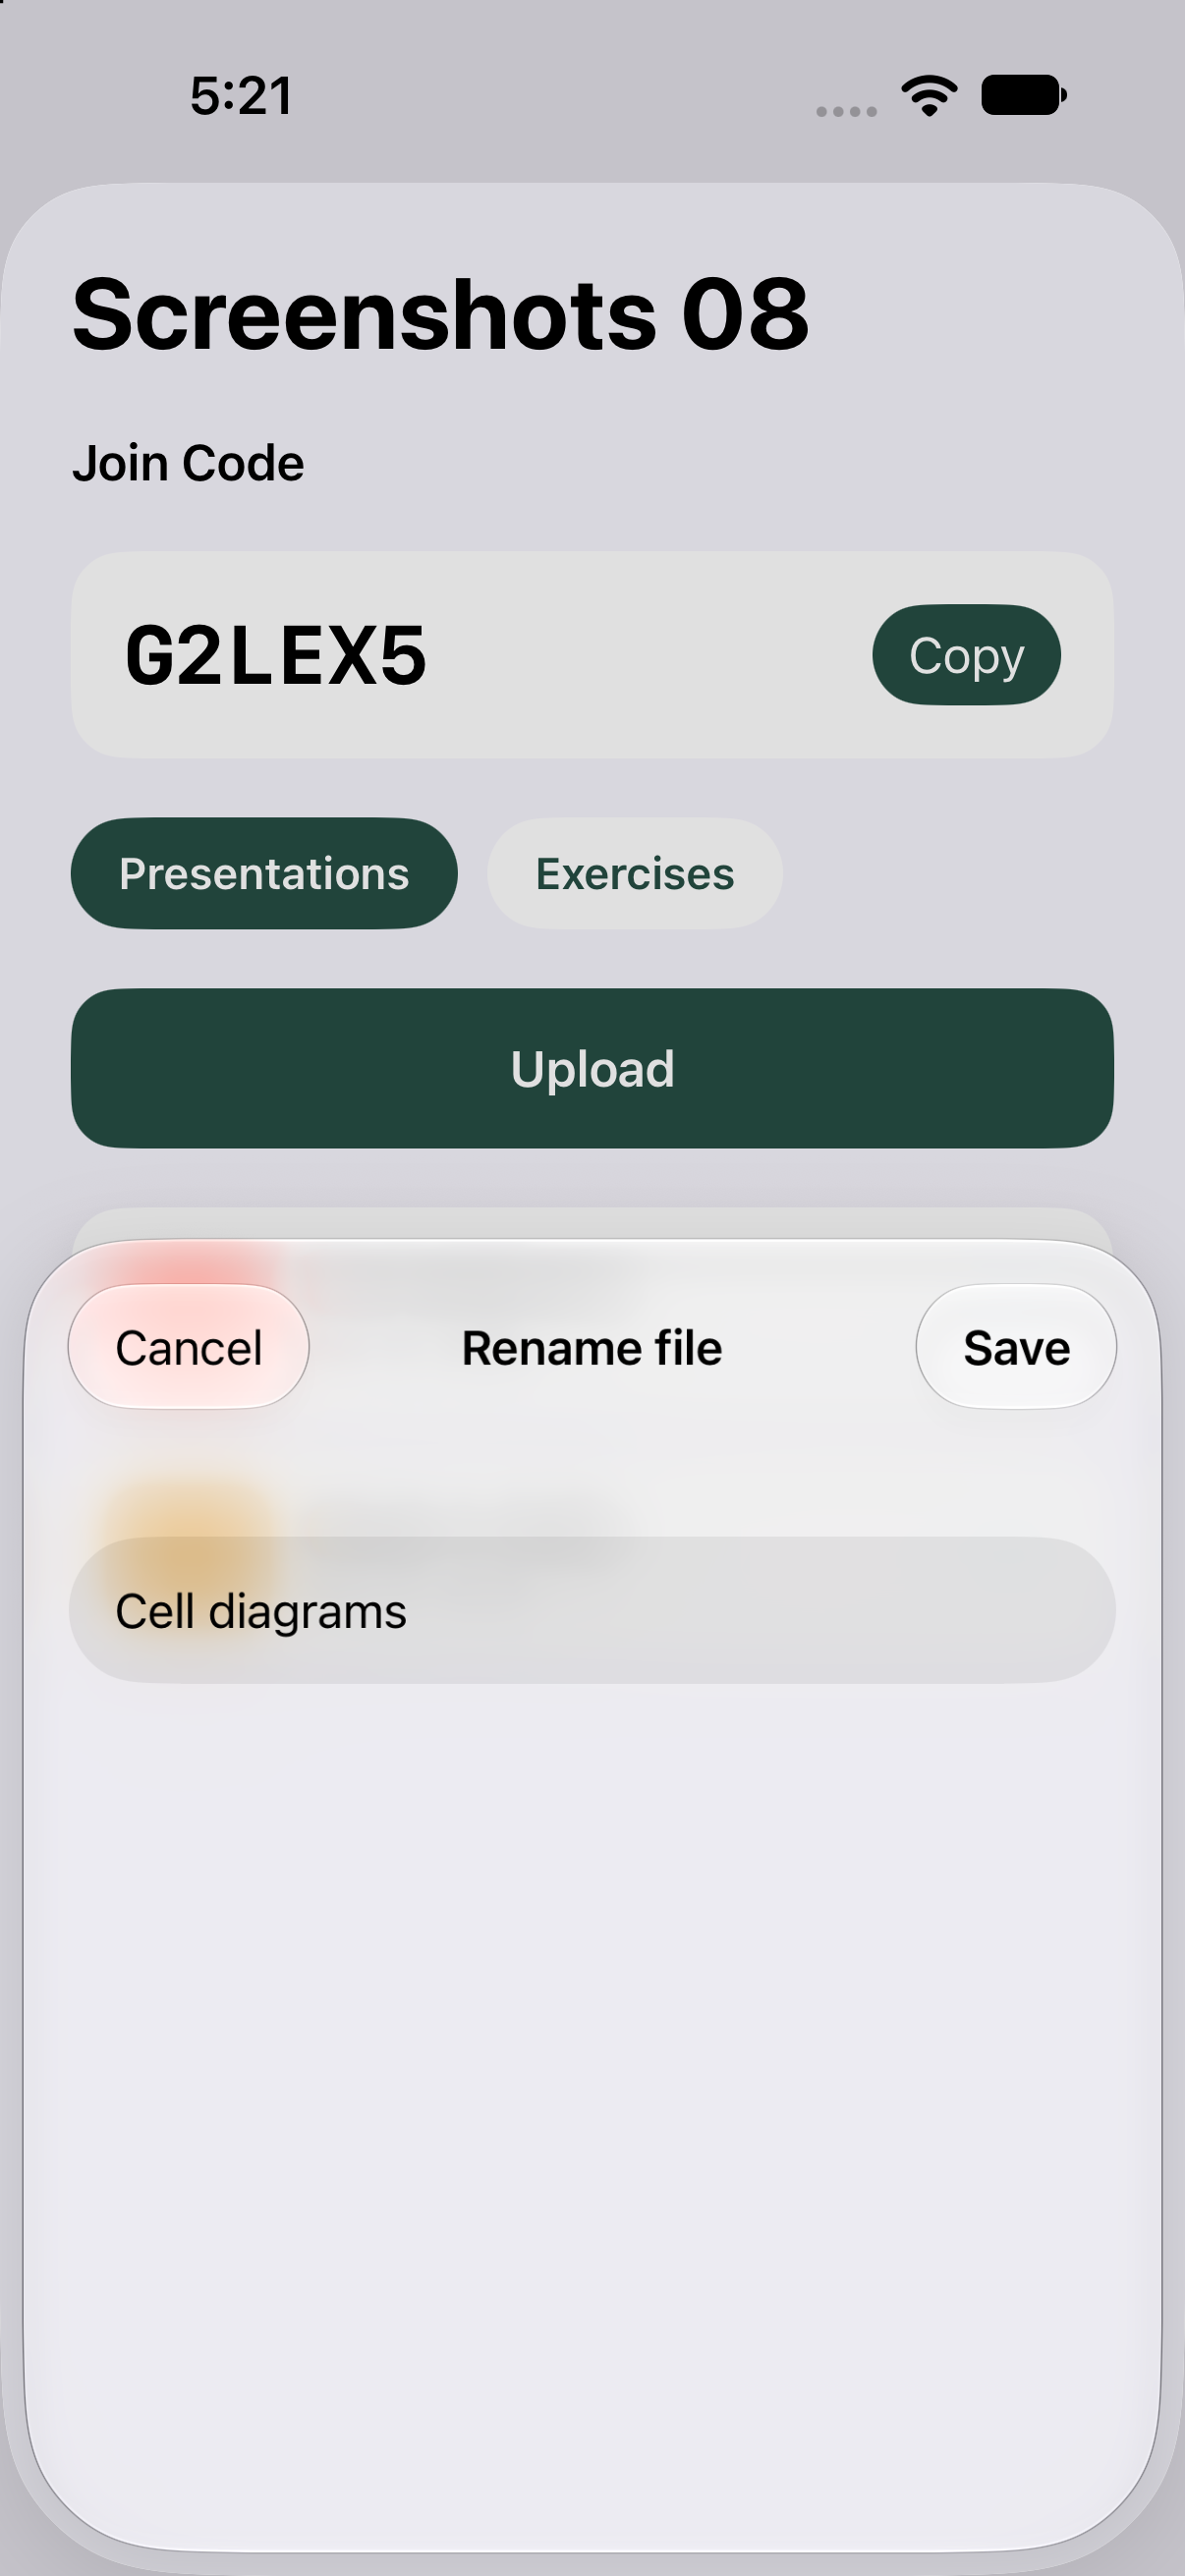 5:21
Screenshots 08
Join Code
G2LEX5
Copy
Presentations
Exercises
Upload
Cancel
Rename file
Save
Cell diagrams